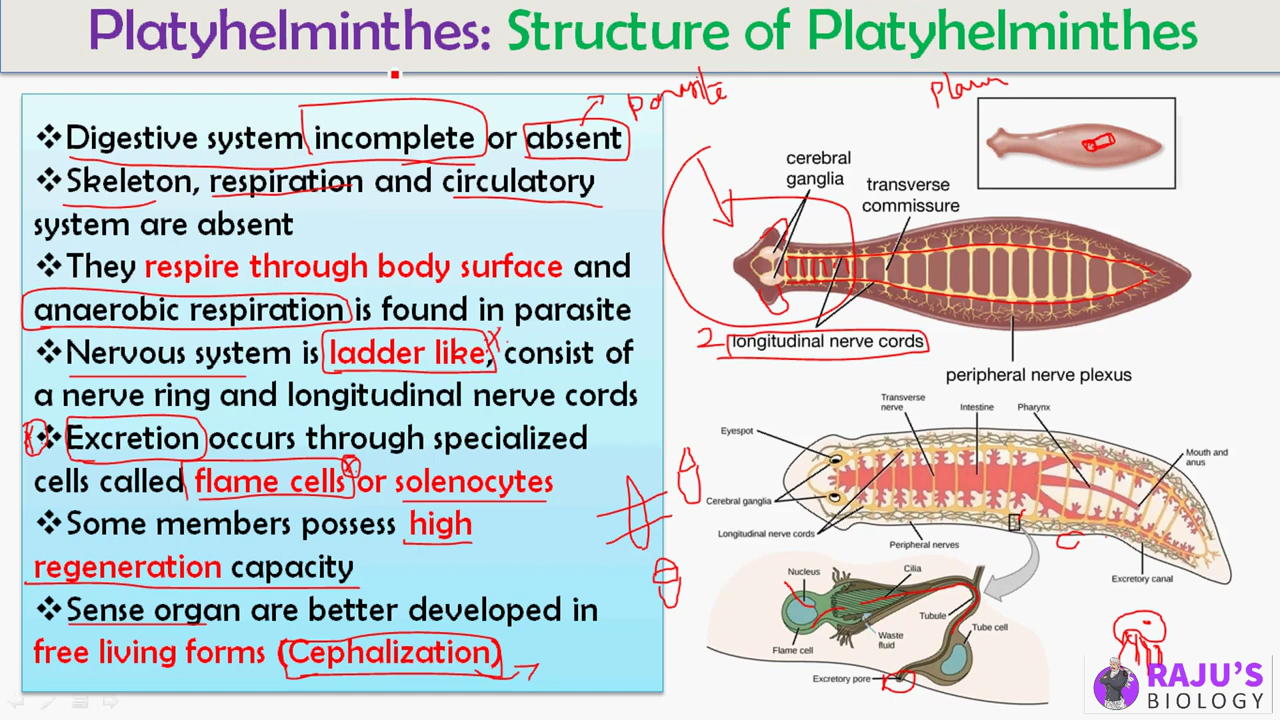 Platyhelminthes: Structure of Platyhelminthes
❖Digestive system incomplete or absent
❖Skeleton, respiration and circulatory
system are absent
❖They respire through body surface and
anaerobic respiration is found in parasite
❖Nervous system is ladder like, consist of
a nerve ring and longitudinal nerve cords
❖Excretion occurs through specialized
cells called flame cells or solenocytes
❖Some members possess high
regeneration capacity
❖Sense organ are better developed in
free living forms (Cephalization)
parasite
cerebral
ganglia
transverse
commissure
2 longitudinal nerve cords
peripheral nerve plexus
Transverse
nerve
Intestine
Pharynx
Eyespot
Mouth and
anus
Cerebral ganglia
Longitudinal nerve cords
Peripheral nerves
Excretory canal
Nucleus
Cilia
Tubule
Tube cell
Waste
fluid
Flame cell
Excretory pore
RAJU'S
BIOLOGY